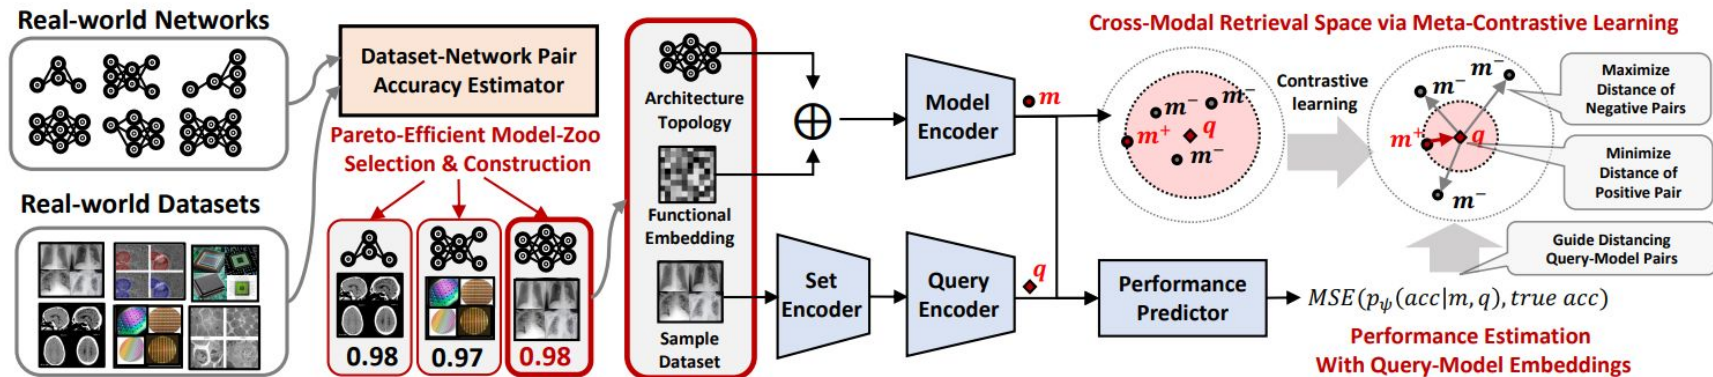 Real-world Networks
Real-world Datasets
Dataset-Network Pair
Accuracy Estimator
Pareto-Efficient Model-Zoo
Selection & Construction
0.98
0.97
0.98
Architecture
Topology
Functional
Embedding
Sample
Dataset
⊕
Set
Encoder
Model
Encoder
Query
Encoder
m
q
Performance
Predictor
Cross-Modal Retrieval Space via Meta-Contrastive Learning
m⁻
m⁻
m⁺
q
m⁻
Contrastive
learning
m⁻
m⁻
m⁺
q
m⁻
Maximize
Distance of
Negative Pairs
Minimize
Distance of
Positive Pair
Guide Distancing
Query-Model Pairs
MSE(pψ(acc|m, q), true acc)
Performance Estimation
With Query-Model Embeddings